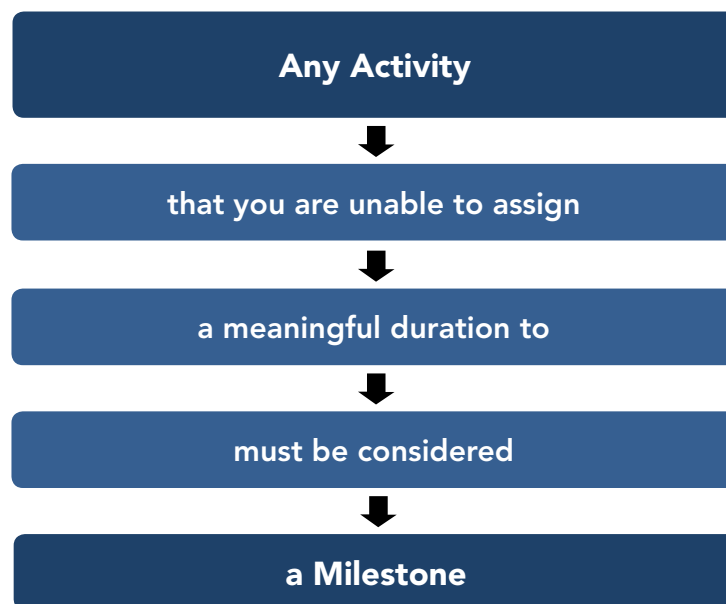 Any Activity
that you are unable to assign
a meaningful duration to
must be considered
a Milestone